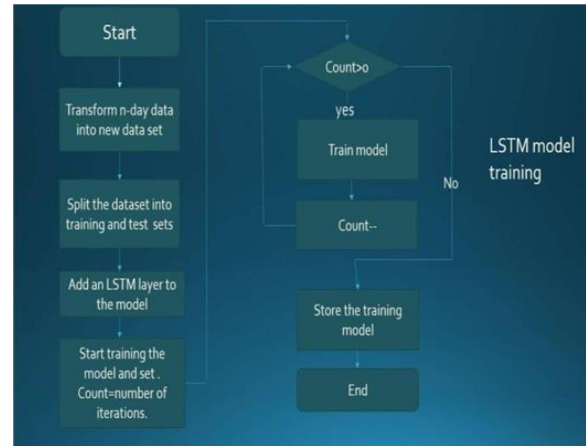 Start
Transform n-day data
into new data set
Split the dataset into
training and test sets
Add an LSTM layer to
the model
Start training the
model and set .
Count=number of
iterations.
Count>o
yes
Train model
Count--
No
Store the training
model
End
LSTM model
training